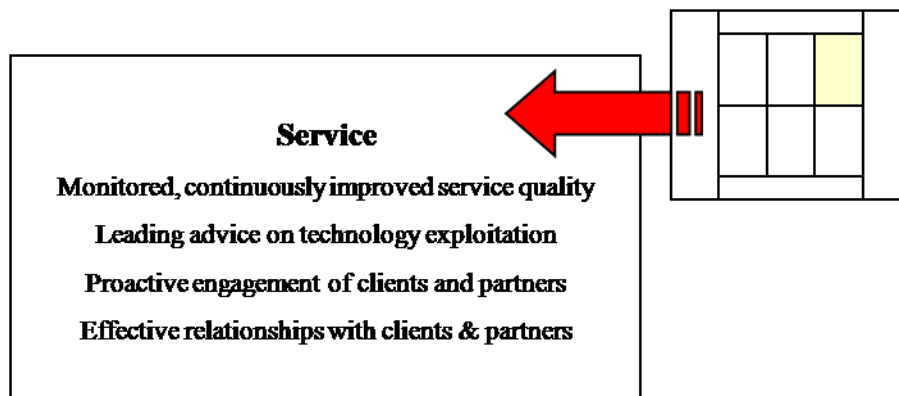 Service
Monitored, continuously improved service quality
Leading advice on technology exploitation
Proactive engagement of clients and partners
Effective relationships with clients & partners